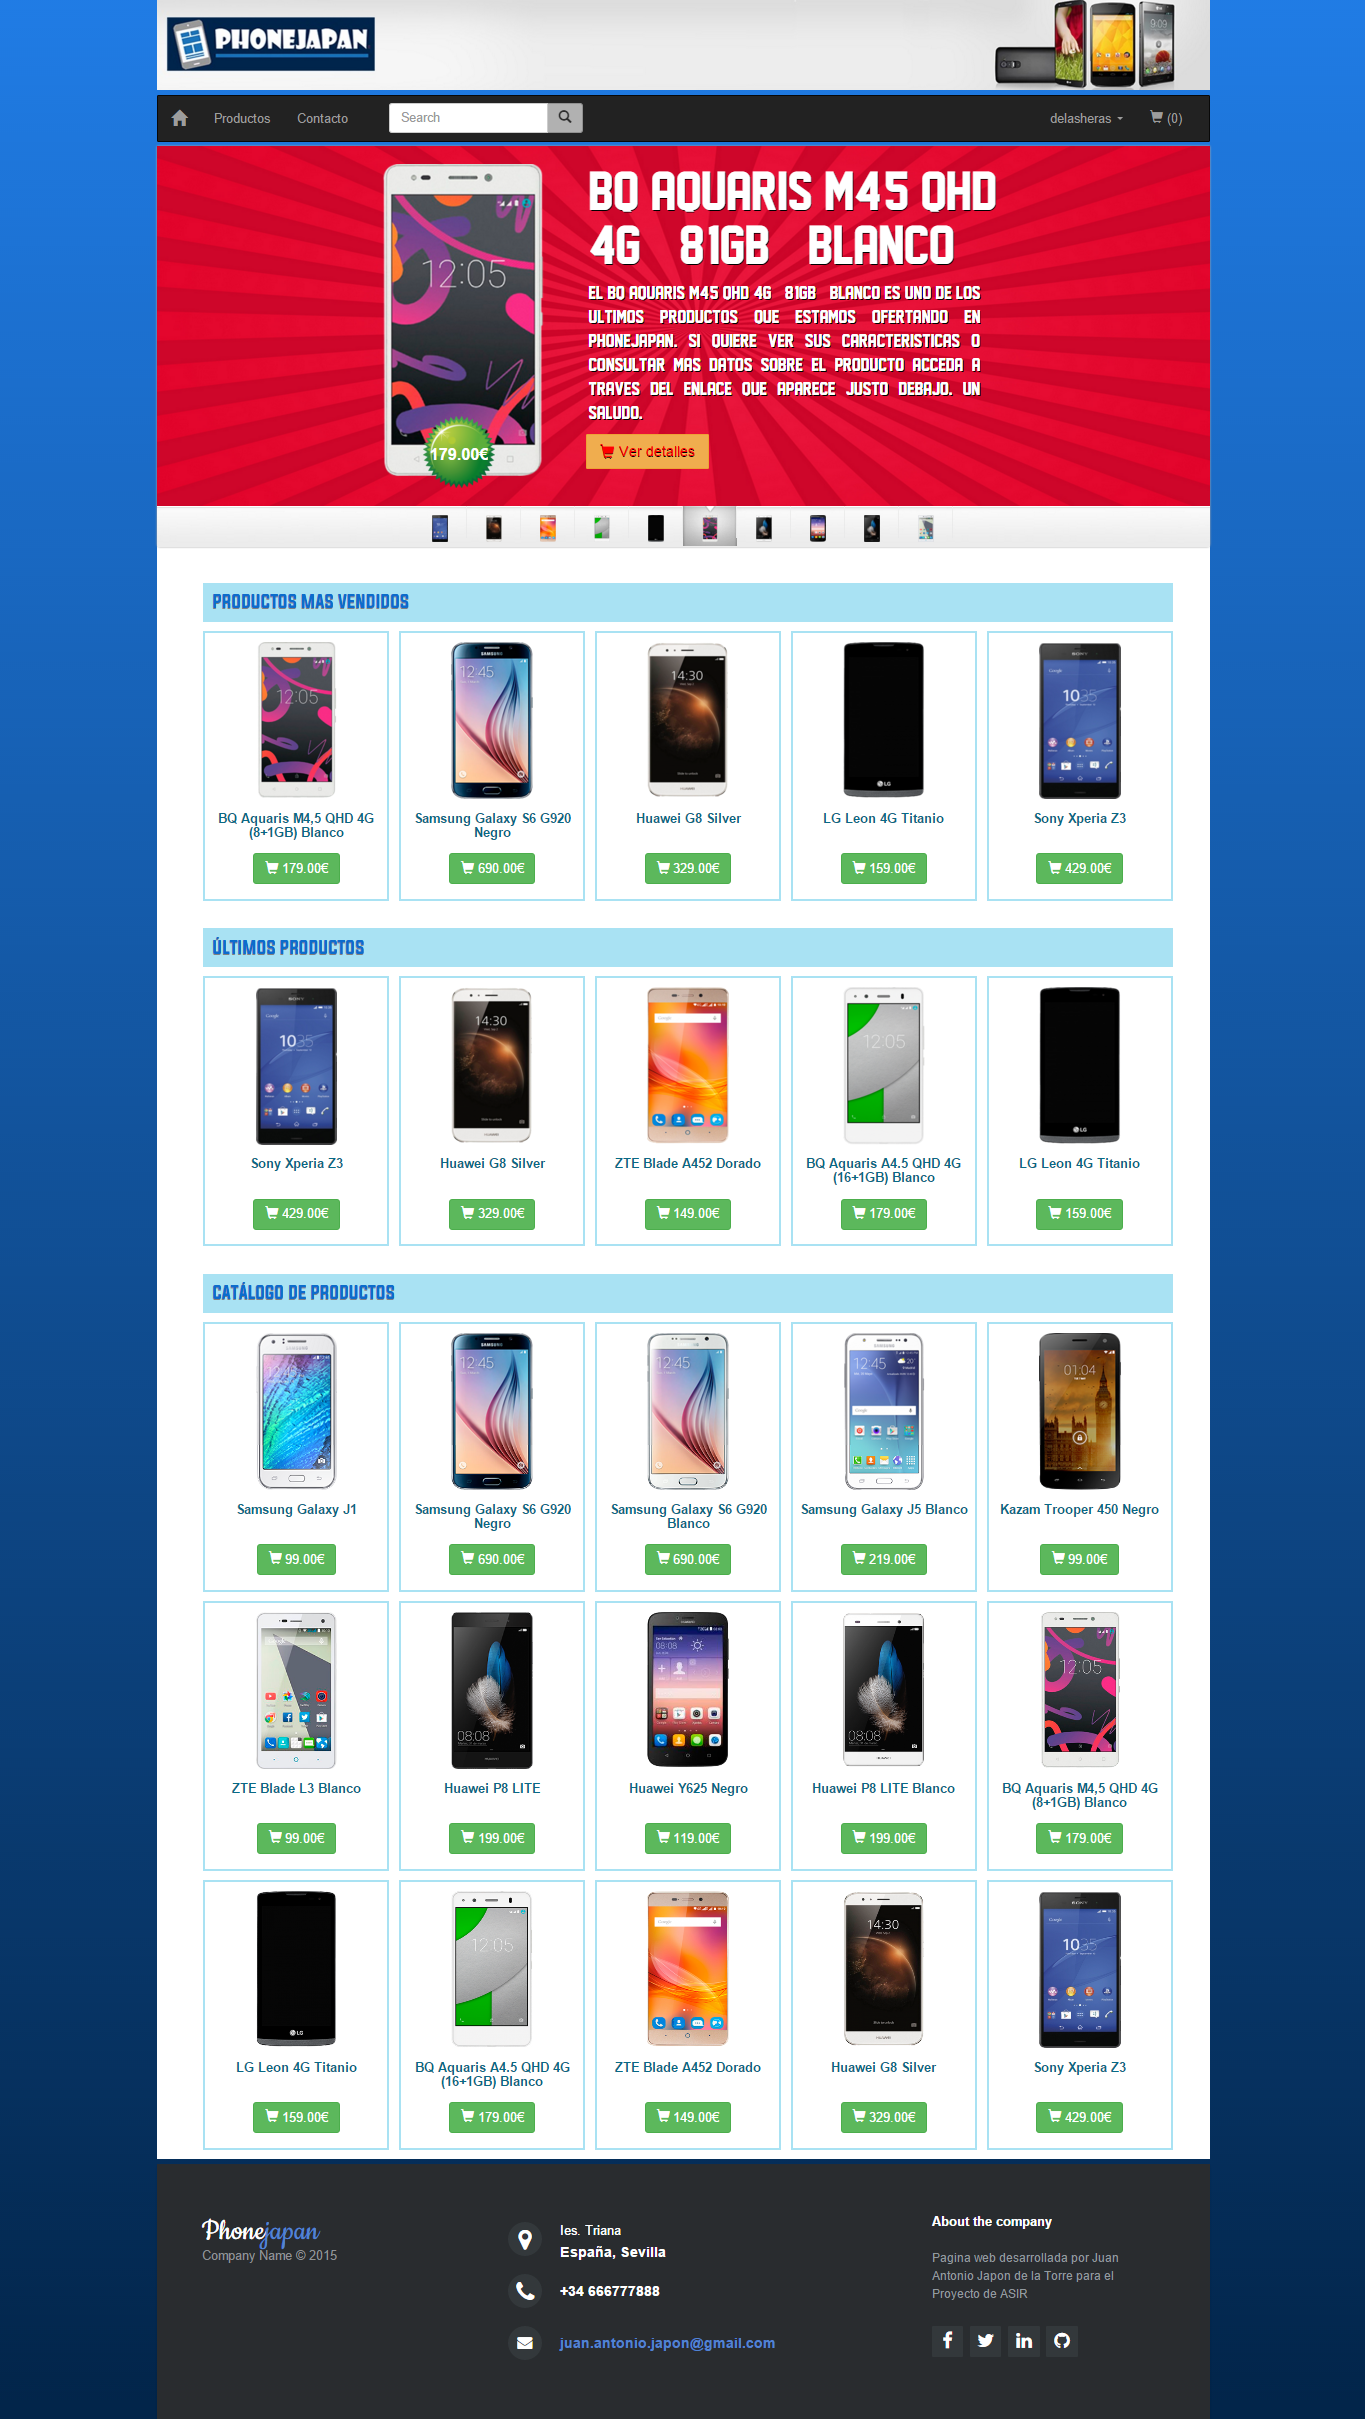 PHONEJAPAN
Productos
Contacto
Search
delasheras
(0)
BQ AQUARIS M45 QHD
4G 81GB BLANCO
EL BQ AQUARIS M45 QHD 4G 81GB BLANCO ES UNO DE LOS
ULTIMOS PRODUCTOS QUE ESTAMOS OFERTANDO EN
PHONEJAPAN. SI QUIERE VER SUS CARACTERISTICAS O
CONSULTAR MAS DATOS SOBRE EL PRODUCTO ACCEDA A
TRAVES DEL ENLACE QUE APARECE JUSTO DEBAJO. UN
SALUDO.
12:05
179.00€
Ver detalles
PRODUCTOS MAS VENDIDOS
BQ Aquaris M4,5 QHD 4G
(8+1GB) Blanco
179.00€
Samsung Galaxy S6 G920
Negro
690.00€
Huawei G8 Silver
329.00€
LG Leon 4G Titanio
159.00€
Sony Xperia Z3
429.00€
ÚLTIMOS PRODUCTOS
Sony Xperia Z3
429.00€
Huawei G8 Silver
329.00€
ZTE Blade A452 Dorado
149.00€
BQ Aquaris A4.5 QHD 4G
(16+1GB) Blanco
179.00€
LG Leon 4G Titanio
159.00€
CATÁLOGO DE PRODUCTOS
Samsung Galaxy J1
99.00€
Samsung Galaxy S6 G920
Negro
690.00€
Samsung Galaxy S6 G920
Blanco
690.00€
Samsung Galaxy J5 Blanco
219.00€
Kazam Trooper 450 Negro
99.00€
ZTE Blade L3 Blanco
99.00€
Huawei P8 LITE
199.00€
Huawei Y625 Negro
119.00€
Huawei P8 LITE Blanco
199.00€
BQ Aquaris M4,5 QHD 4G
(8+1GB) Blanco
179.00€
LG Leon 4G Titanio
159.00€
BQ Aquaris A4.5 QHD 4G
(16+1GB) Blanco
179.00€
ZTE Blade A452 Dorado
149.00€
Huawei G8 Silver
329.00€
Sony Xperia Z3
429.00€
Phonejapan
Company Name © 2015
Ies. Triana
España, Sevilla
+34 666777888
juan.antonio.japon@gmail.com
About the company
Pagina web desarrollada por Juan
Antonio Japon de la Torre para el
Proyecto de ASIR